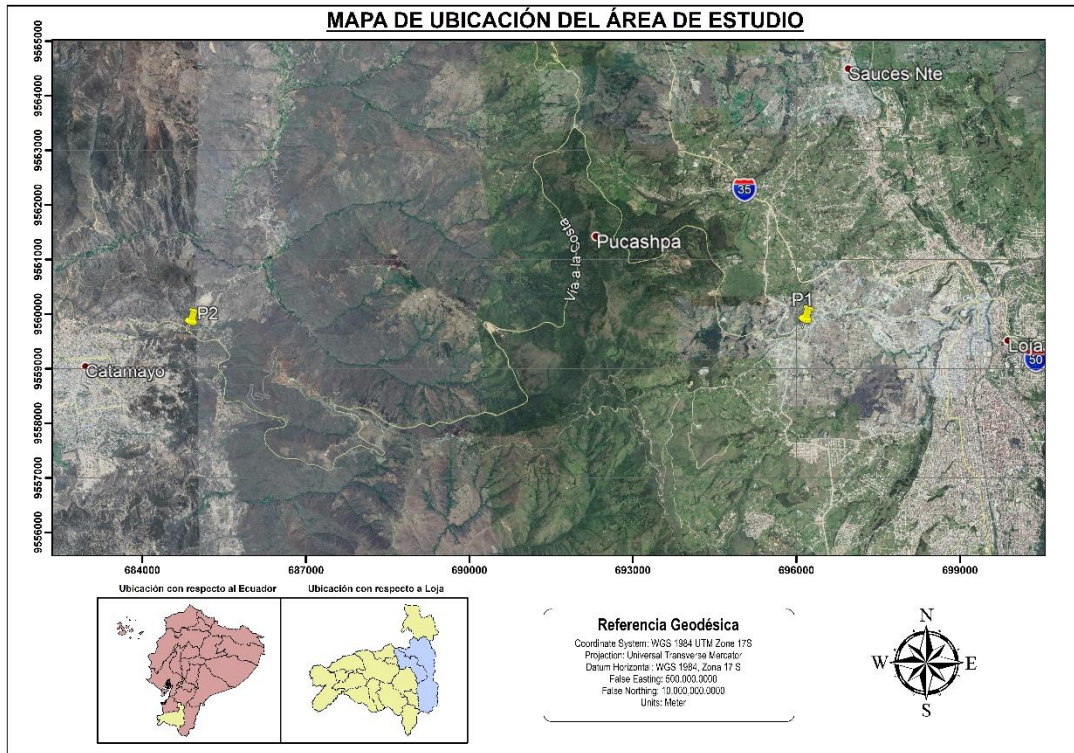 MAPA DE UBICACIÓN DEL ÁREA DE ESTUDIO
9565000
9564000
9563000
9562000
9561000
9560000
9559000
9558000
9557000
9556000
Sauces Nte
35
Pucashpa
Vía a la Costa
P2
P1
Catamayo
Loja
50
684000
687000
690000
693000
696000
699000
Ubicación con respecto al Ecuador
Ubicación con respecto a Loja
Referencia Geodésica
Coordinate System: WGS 1984 UTM Zone 17S
Projection: Universal Transverse Mercator
Datum Horizontal: WGS 1984, Zona 17 S
False Easting: 500.000.0000
False Northing: 10.000,000.0000
Units: Meter
N
W
E
S